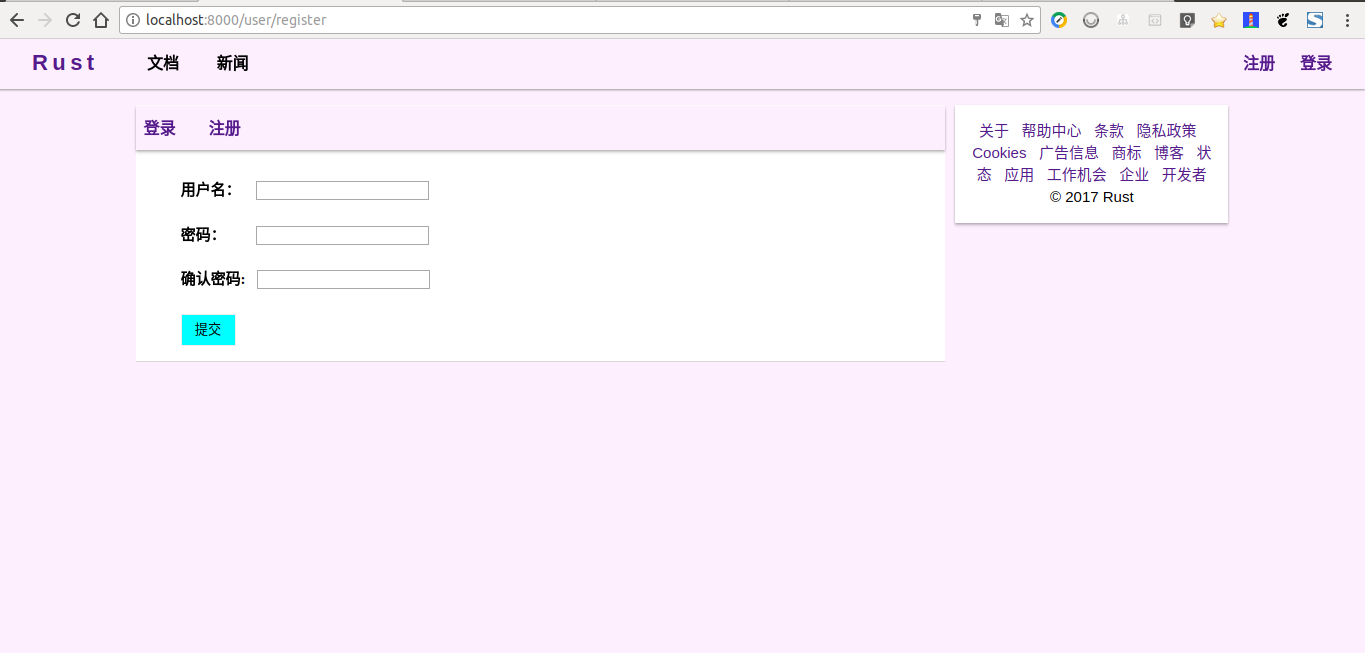 localhost:8000/user/register
Rust 文档 新闻 注册 登录
登录 注册
用户名：
密码：
确认密码:
提交
关于 帮助中心 条款 隐私政策
Cookies 广告信息 商标 博客 状
态 应用 工作机会 企业 开发者
© 2017 Rust